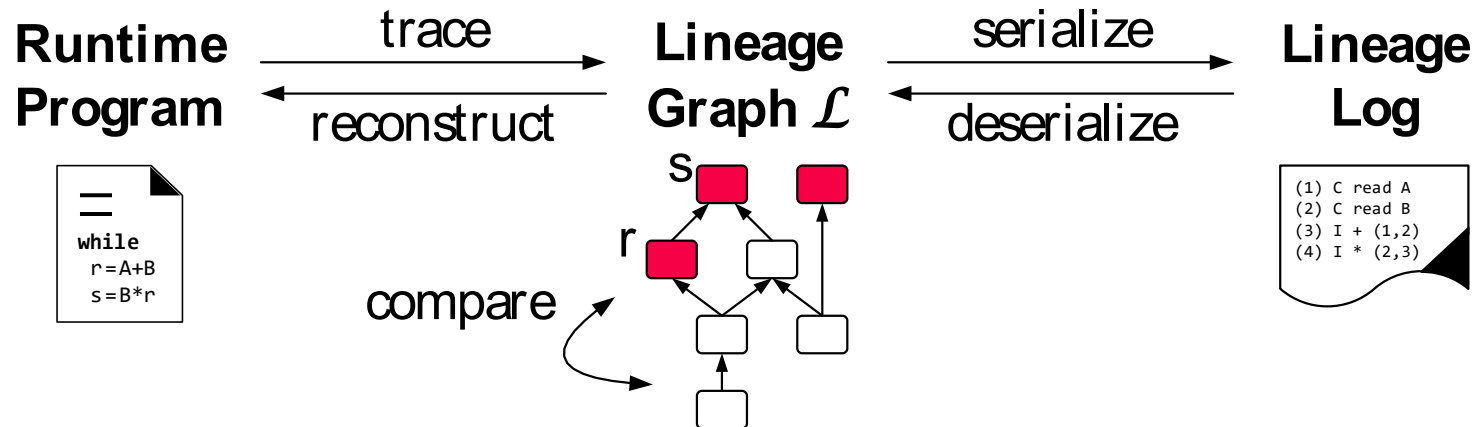 Runtime
Program
trace
reconstruct
Lineage
Graph ℒ
serialize
deserialize
Lineage
Log
while
r=A+B
s=B*r
s
r
compare
(1) C read A
(2) C read B
(3) I + (1,2)
(4) I * (2,3)